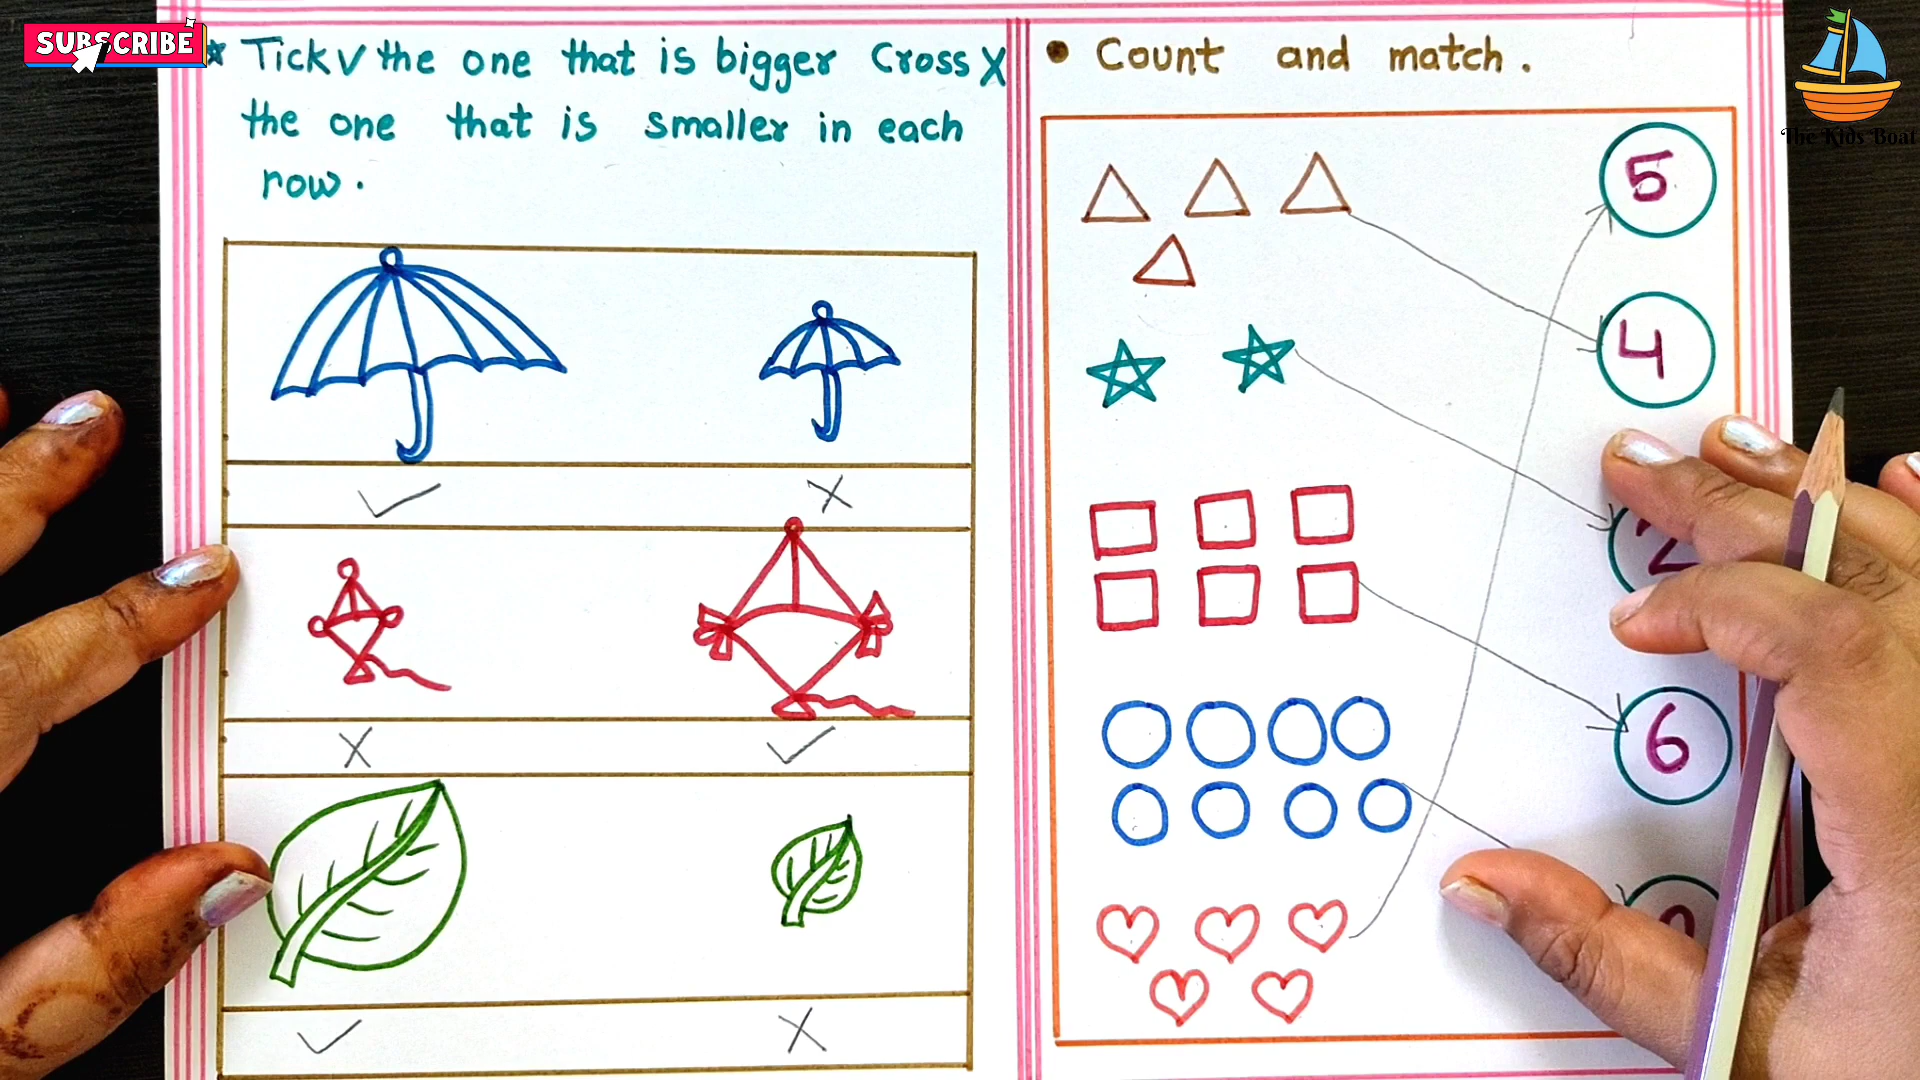 SUBSCRIBE
★ Tick ✓ the one that is bigger Cross X
the one that is smaller in each
row.
✓ X
X ✓
✓ X
● Count and match.
5
4
2
6
The Kids Boat